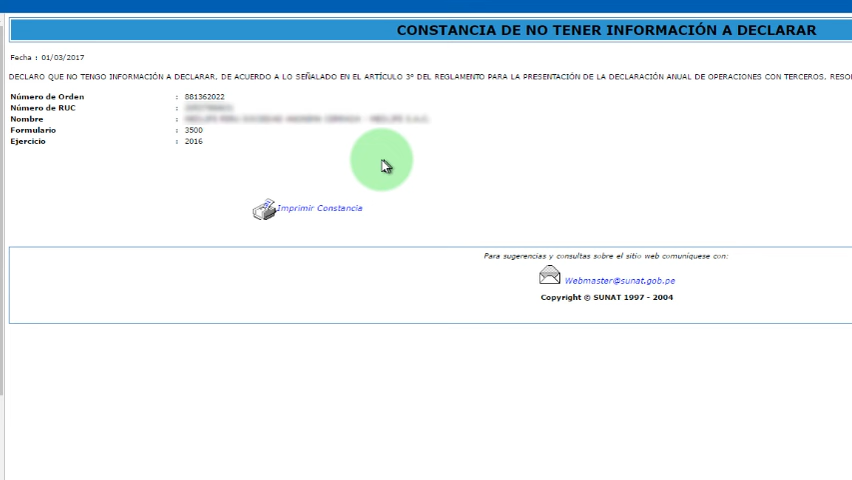 CONSTANCIA DE NO TENER INFORMACIÓN A DECLARAR
Fecha : 01/03/2017
DECLARO QUE NO TENGO INFORMACIÓN A DECLARAR, DE ACUERDO A LO SEÑALADO EN EL ARTÍCULO 3° DEL REGLAMENTO PARA LA PRESENTACIÓN DE LA DECLARACIÓN ANUAL DE OPERACIONES CON TERCEROS, RESO
Número de Orden : 881362022
Número de RUC :
Nombre :
Formulario : 3500
Ejercicio : 2016
Imprimir Constancia
Para sugerencias y consultas sobre el sitio web comuniquese con:
Webmaster@sunat.gob.pe
Copyright © SUNAT 1997 - 2004